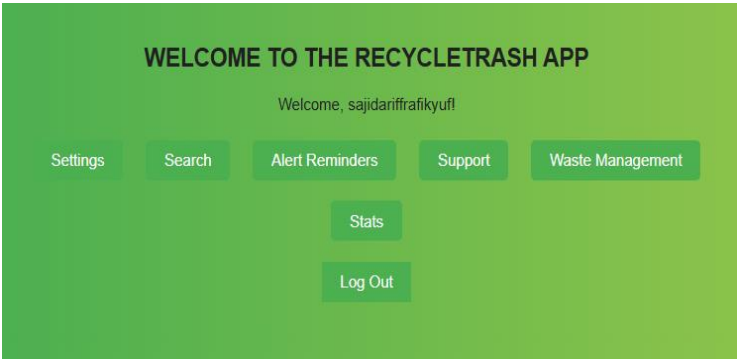 WELCOME TO THE RECYCLETRASH APP
Welcome, sajidariffrafikyuf!
Settings Search Alert Reminders Support Waste Management
Stats
Log Out